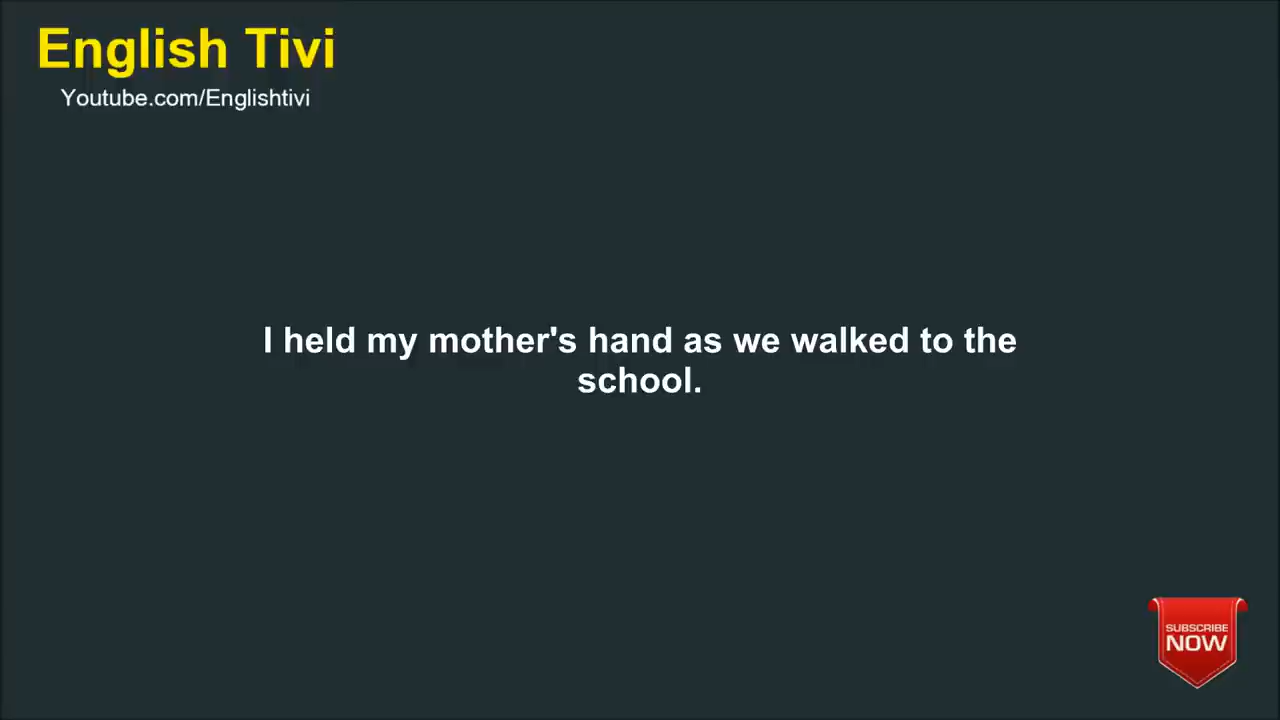 English Tivi
Youtube.com/Englishtivi
I held my mother's hand as we walked to the
school.
SUBSCRIBE
NOW